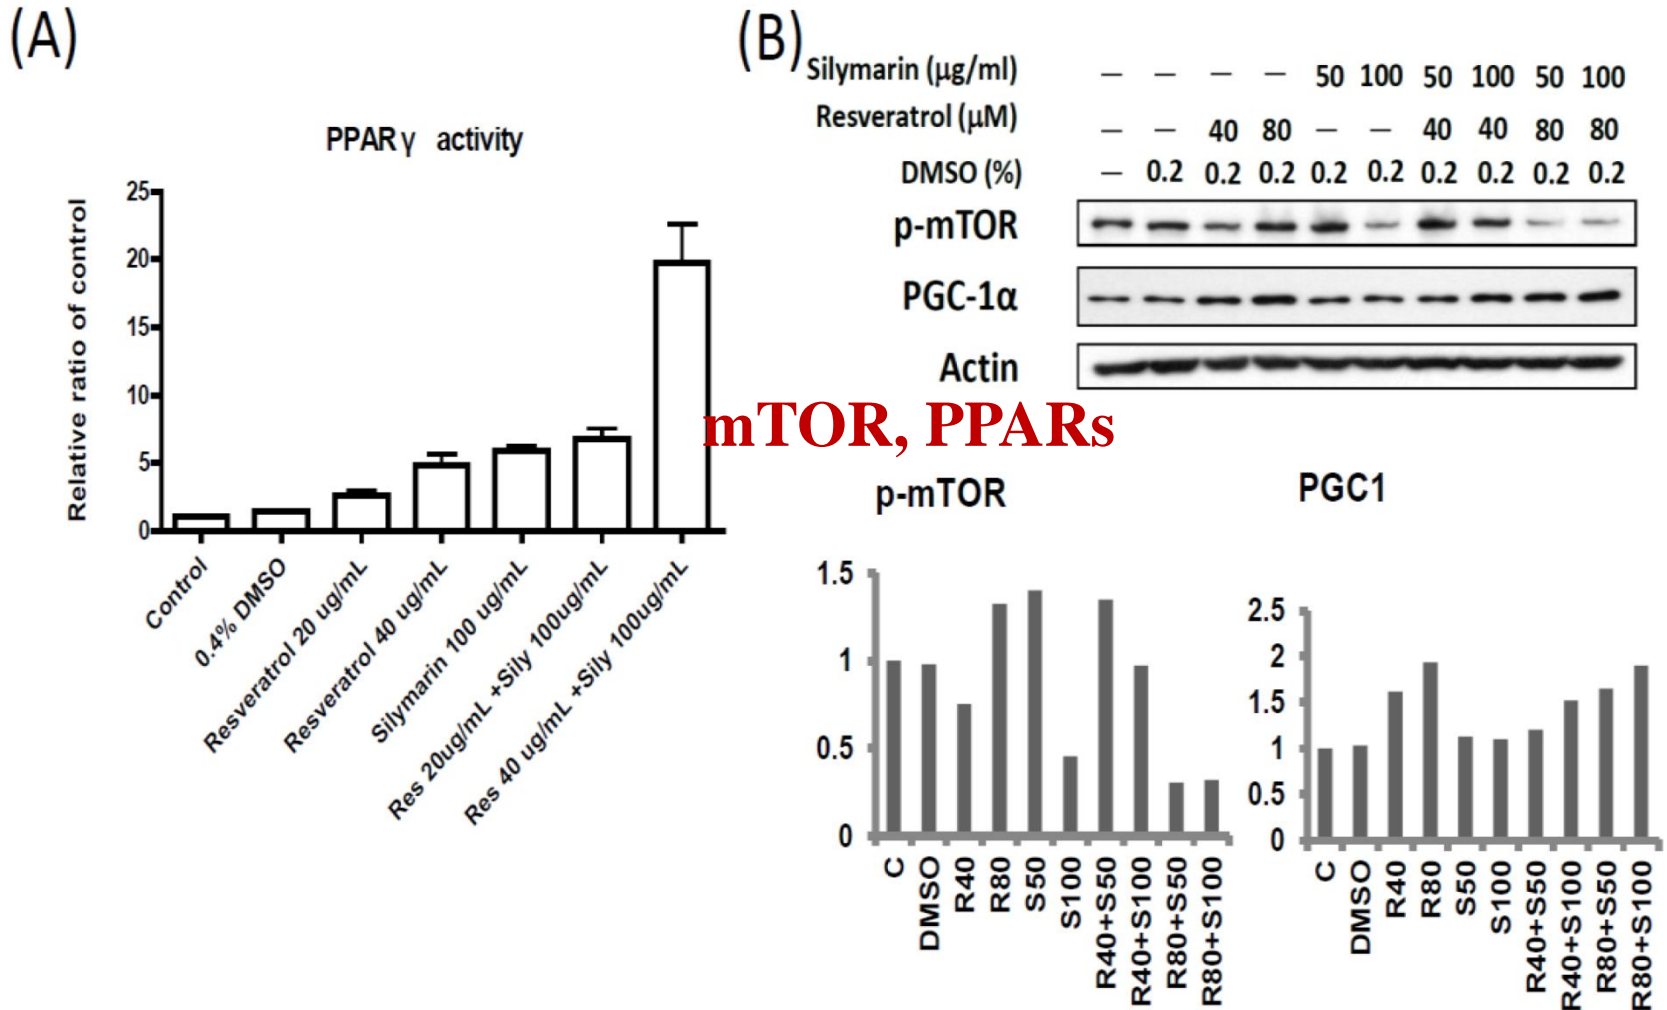 (A)
PPARγ activity
Relative ratio of control
25
20
15
10
5
0
Control
0.4% DMSO
Resveratrol 20 ug/mL
Resveratrol 40 ug/mL
Silymarin 100 ug/mL
Res 20ug/mL +Sily 100ug/mL
Res 40 ug/mL +Sily 100ug/mL
(B)
Silymarin (μg/ml) — — — — 50 100 50 100 50 100
Resveratrol (μM) — — 40 80 — — 40 40 80 80
DMSO (%) — 0.2 0.2 0.2 0.2 0.2 0.2 0.2 0.2 0.2
p-mTOR
PGC-1α
Actin
mTOR, PPARs
p-mTOR
1.5
1
0.5
0
C
DMSO
R40
R80
S50
S100
R40+S50
R40+S100
R80+S50
R80+S100
PGC1
2.5
2
1.5
1
0.5
0
C
DMSO
R40
R80
S50
S100
R40+S50
R40+S100
R80+S50
R80+S100